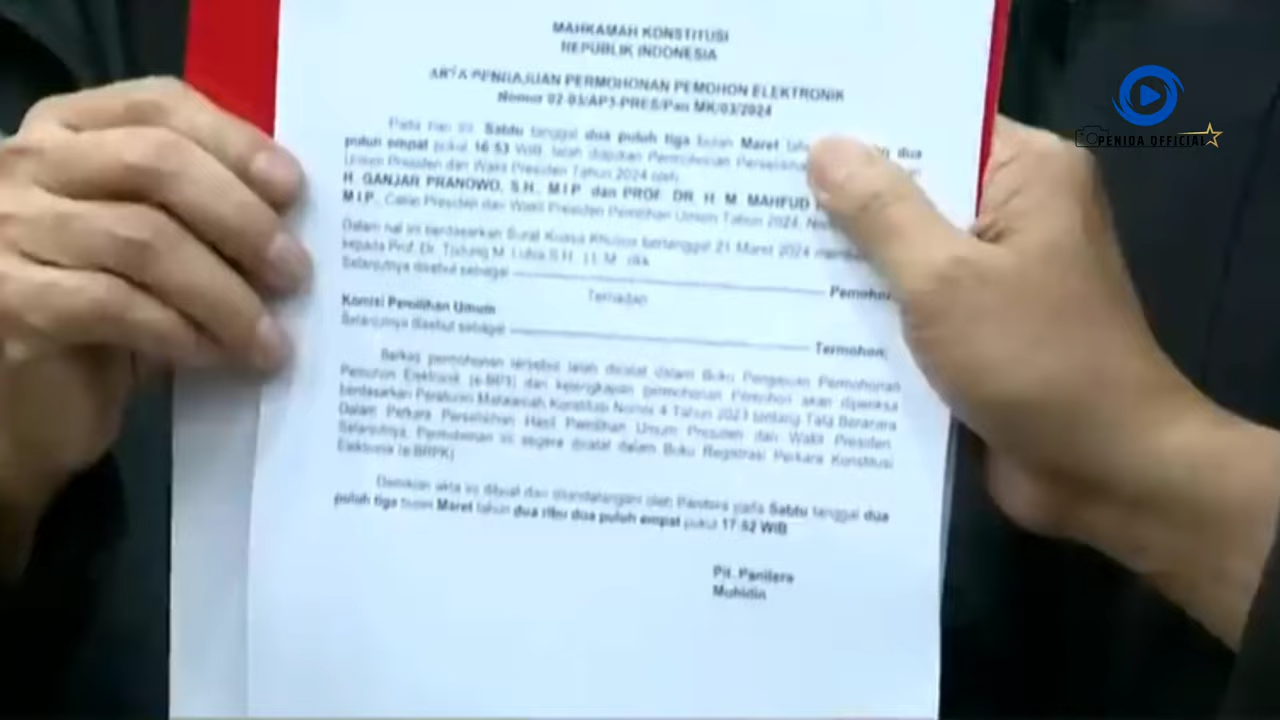 MAHKAMAH KONSTITUSI
REPUBLIK INDONESIA
AKTA PENGAJUAN PERMOHONAN PEMOHON ELEKTRONIK
Nomor 02-03/AP3-PRES/Pan.MK/03/2024
Pada hari ini, Sabtu tanggal dua puluh tiga bulan Maret dua
puluh empat pukul 16:53 WIB, telah diajukan Permohonan
Umum Presiden dan Wakil Presiden Tahun 2024 oleh:
H. GANJAR PRANOWO, S.H., M.I.P. dan PROF. DR. H. M. MAHFUD
M.I.P., Calon Presiden dan Wakil Presiden Pemilihan Umum Tahun 2024,
Dalam hal ini berdasarkan Surat Kuasa Khusus bertanggal 21 Maret 2024
kepada Prof. Dr. Todung M. Lubis S.H., LL.M., dkk
Selanjutnya disebut sebagai Pemohon
Terhadap
Komisi Pemilihan Umum
Selanjutnya disebut sebagai Termohon;
Berkas permohonan tersebut telah dicatat dalam Buku Pengajuan Permohonan
Pemohon Elektronik (e-BP3) dan kelengkapan permohonan Pemohon akan diperiksa
berdasarkan Peraturan Mahkamah Konstitusi Nomor 4 Tahun 2023 tentang Tata Beracara
Dalam Perkara Perselisihan Hasil Pemilihan Umum Presiden dan Wakil Presiden.
Selanjutnya, Permohonan ini segera dicatat dalam Buku Registrasi Perkara Konstitusi
Elektronik (e-BRPK)
Demikian akta ini dibuat dan ditandatangani oleh Panitera pada Sabtu tanggal dua
puluh tiga bulan Maret tahun dua ribu dua puluh empat pukul 17:52 WIB
Plt. Panitera
Muhidin
PENIDA OFFICIAL